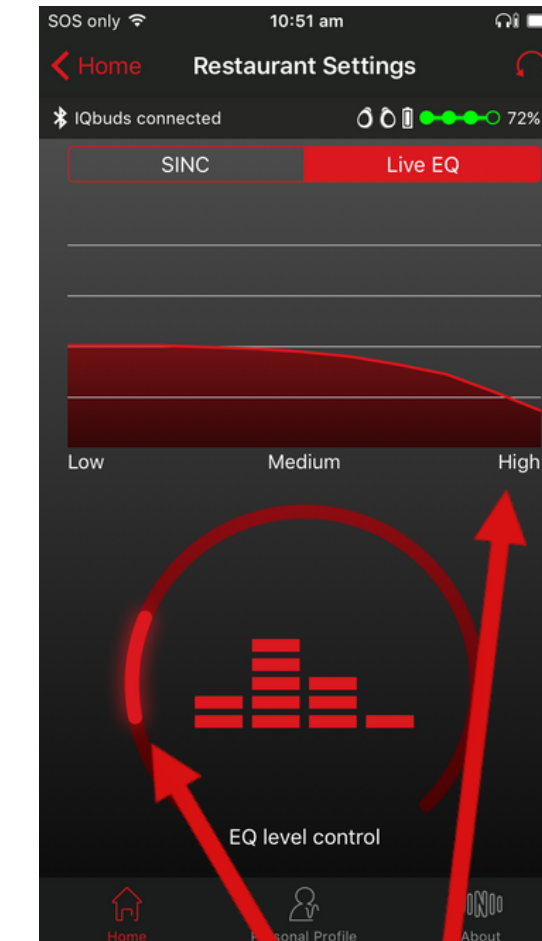 SOS only 10:51 am
Home Restaurant Settings
IQbuds connected 72%
SINC Live EQ
Low Medium High
EQ level control
Home Personal Profile About